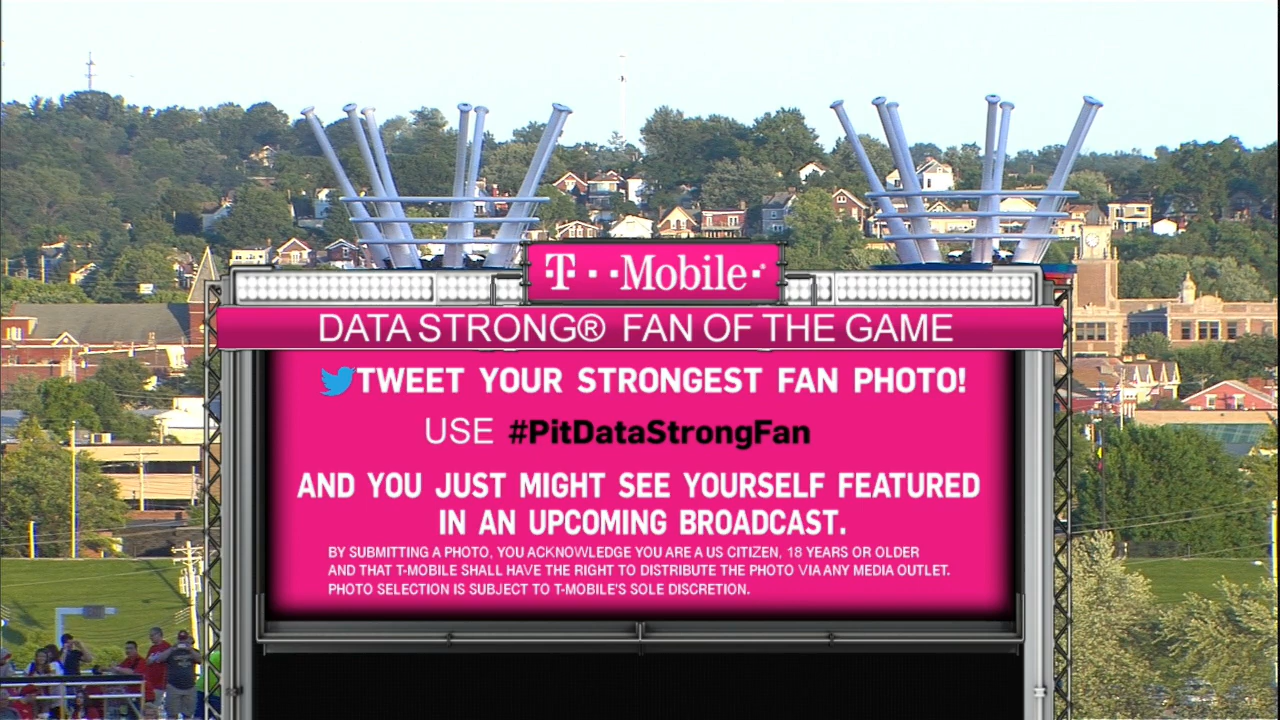 T··Mobile·
DATA STRONG® FAN OF THE GAME
TWEET YOUR STRONGEST FAN PHOTO!
USE #PitDataStrongFan
AND YOU JUST MIGHT SEE YOURSELF FEATURED
IN AN UPCOMING BROADCAST.
BY SUBMITTING A PHOTO, YOU ACKNOWLEDGE YOU ARE A US CITIZEN, 18 YEARS OR OLDER
AND THAT T-MOBILE SHALL HAVE THE RIGHT TO DISTRIBUTE THE PHOTO VIA ANY MEDIA OUTLET.
PHOTO SELECTION IS SUBJECT TO T-MOBILE'S SOLE DISCRETION.